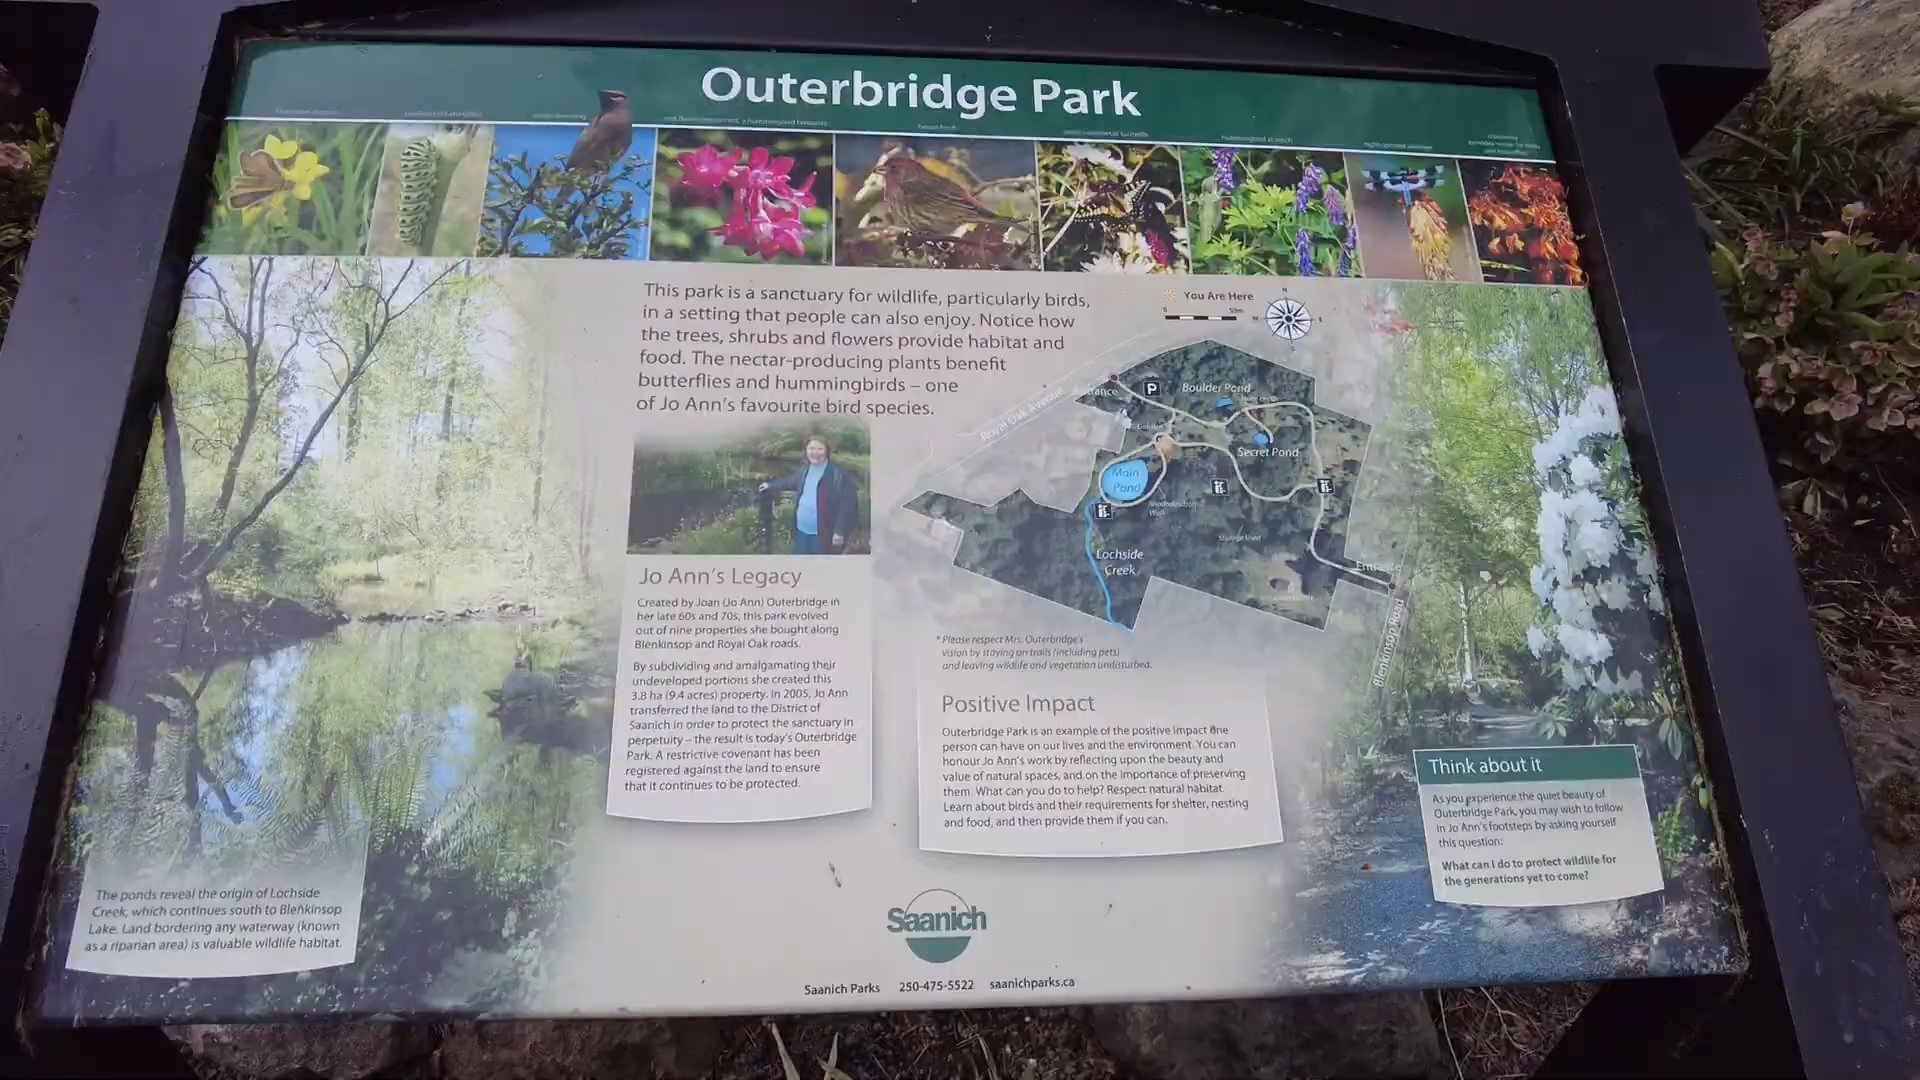 Outerbridge Park
This park is a sanctuary for wildlife, particularly birds,
in a setting that people can also enjoy. Notice how
the trees, shrubs and flowers provide habitat and
food. The nectar-producing plants benefit
butterflies and hummingbirds – one
of Jo Ann's favourite bird species.
You Are Here
0 50m
N
W
Royal Oak Avenue
P
Boulder Pond
Secret Pond
Main
Pond
Lochside
Creek
Entrance
Blenkinsop Road
Jo Ann's Legacy
Created by Joan (Jo Ann) Outerbridge in
her late 60s and 70s, this park evolved
out of nine properties she bought along
Blenkinsop and Royal Oak roads.
By subdividing and amalgamating their
undeveloped portions she created this
3.8 ha (9.4 acres) property. In 2005, Jo Ann
transferred the land to the District of
Saanich in order to protect the sanctuary in
perpetuity – the result is today's Outerbridge
Park. A restrictive covenant has been
registered against the land to ensure
that it continues to be protected.
* Please respect Mrs. Outerbridge's
vision by staying on trails (including pets)
and leaving wildlife and vegetation undisturbed.
Positive Impact
Outerbridge Park is an example of the positive impact one
person can have on our lives and the environment. You can
honour Jo Ann's work by reflecting upon the beauty and
value of natural spaces, and on the importance of preserving
them. What can you do to help? Respect natural habitat.
Learn about birds and their requirements for shelter, nesting
and food, and then provide them if you can.
Think about it
As you experience the quiet beauty of
Outerbridge Park, you may wish to follow
in Jo Ann's footsteps by asking yourself
this question:
What can I do to protect wildlife for
the generations yet to come?
The ponds reveal the origin of Lochside
Creek, which continues south to Blenkinsop
Lake. Land bordering any waterway (known
as a riparian area) is valuable wildlife habitat.
Saanich
Saanich Parks 250-475-5522 saanichparks.ca